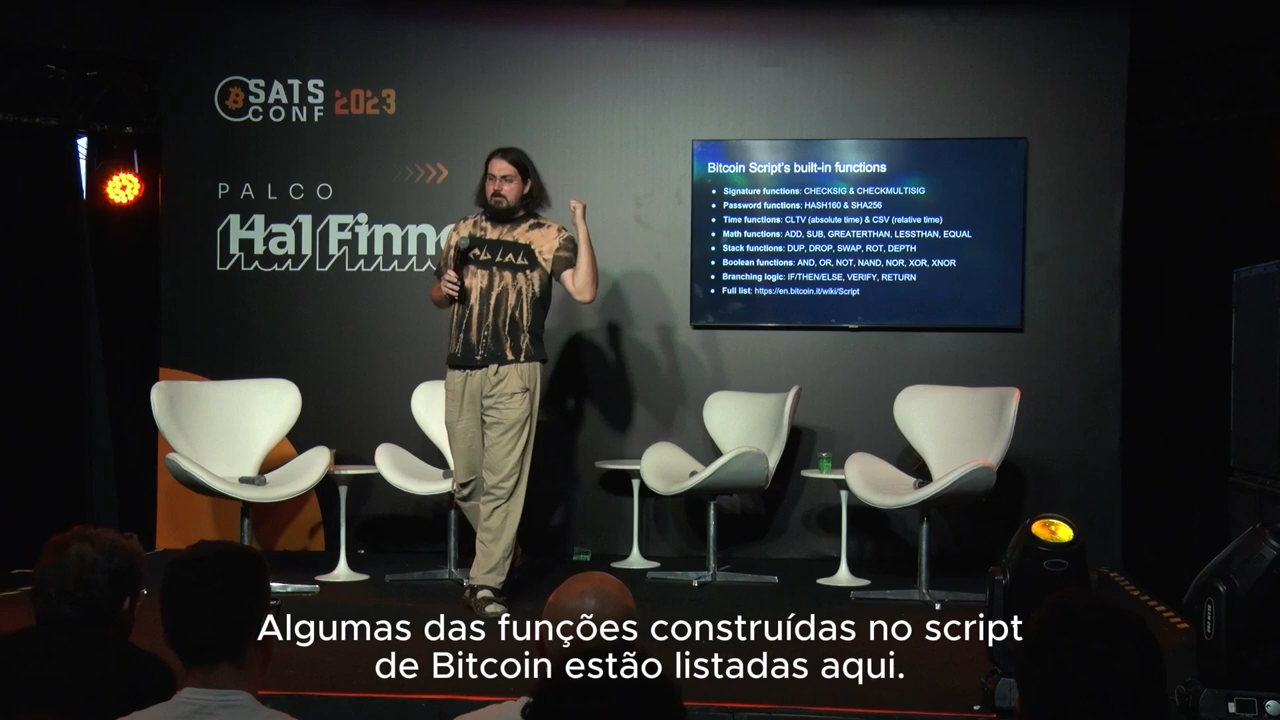 SATS
CONF 2023
PALCO
Hal Finne
Bitcoin Script's built-in functions
● Signature functions: CHECKSIG & CHECKMULTISIG
● Password functions: HASH160 & SHA256
● Time functions: CLTV (absolute time) & CSV (relative time)
● Math functions: ADD, SUB, GREATERTHAN, LESSTHAN, EQUAL
● Stack functions: DUP, DROP, SWAP, ROT, DEPTH
● Boolean functions: AND, OR, NOT, NAND, NOR, XOR, XNOR
● Branching logic: IF/THEN/ELSE, VERIFY, RETURN
● Full list: https://en.bitcoin.it/wiki/Script
Algumas das funções construídas no script
de Bitcoin estão listadas aqui.